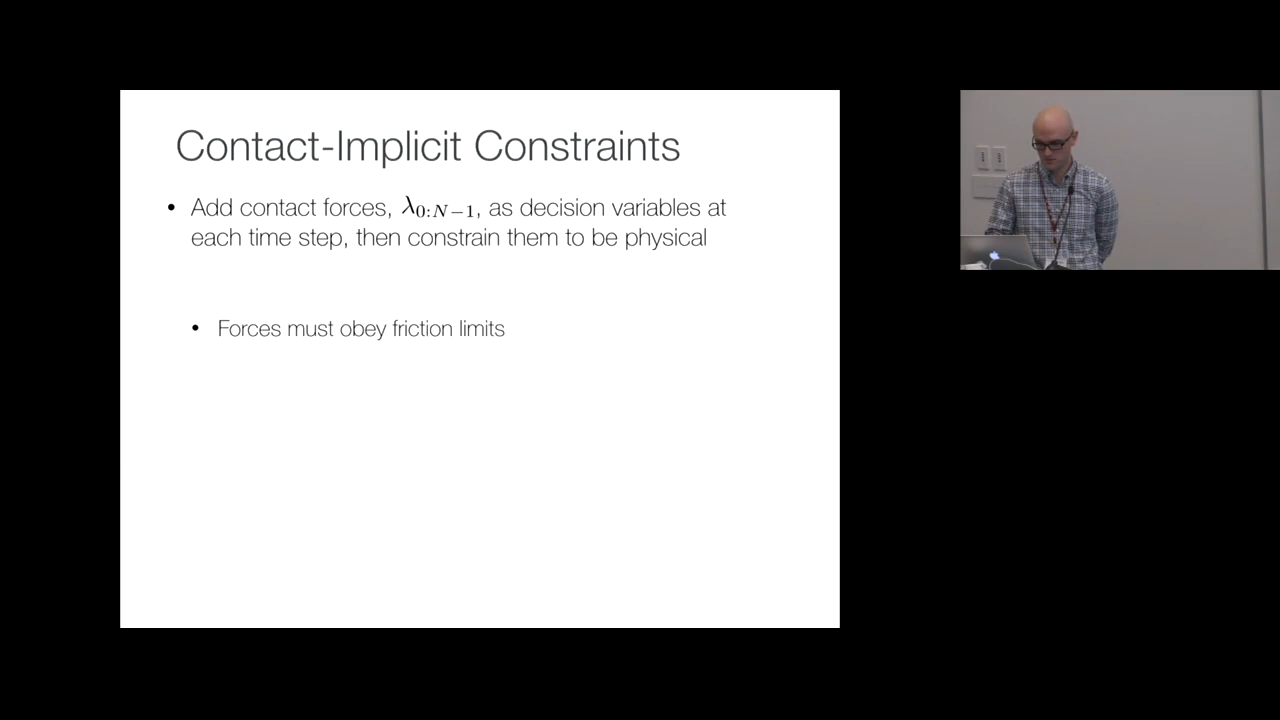 Contact-Implicit Constraints
• Add contact forces, λ₀:N−1, as decision variables at
each time step, then constrain them to be physical
• Forces must obey friction limits